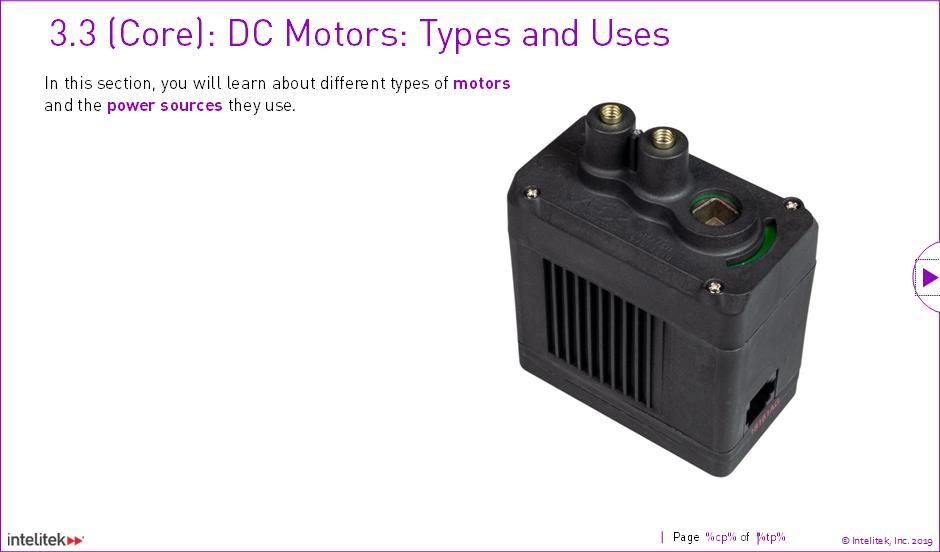 3.3 (Core): DC Motors: Types and Uses
In this section, you will learn about different types of motors
and the power sources they use.
intelitek
| Page %cp% of %tp%
© Intelitek, Inc. 2019